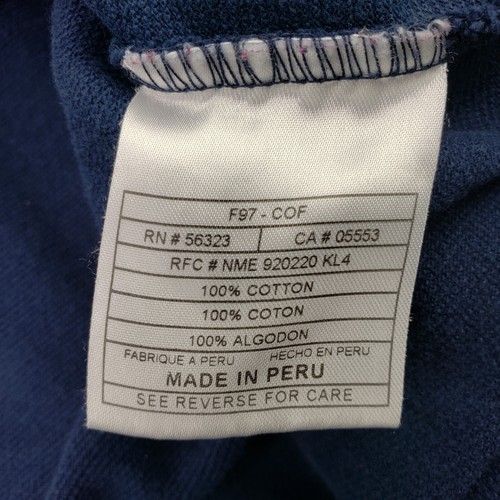 F97 - COF
RN # 56323 CA # 05553
RFC # NME 920220 KL4
100% COTTON
100% COTON
100% ALGODON
FABRIQUE A PERU HECHO EN PERU
MADE IN PERU
SEE REVERSE FOR CARE